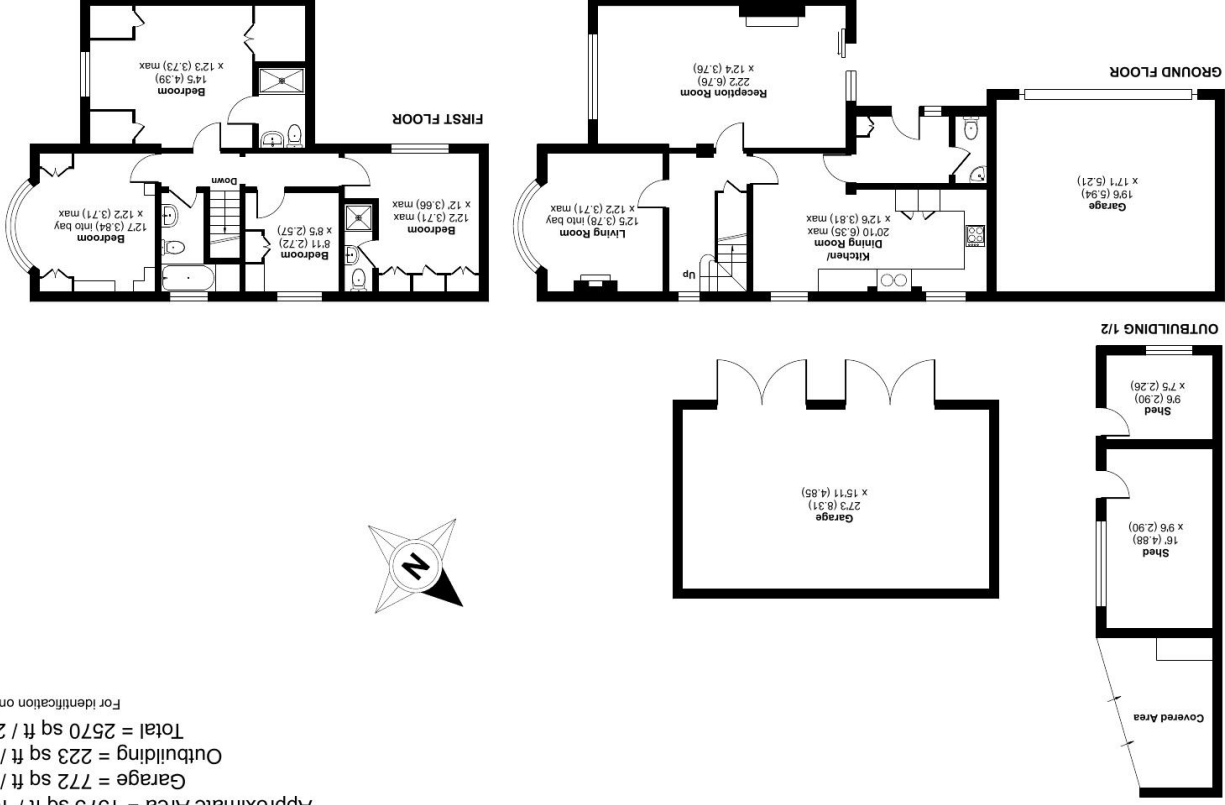 Approximate Area = 1575 sq ft / 1
Garage = 772 sq ft /
Outbuilding = 223 sq ft /
Total = 2570 sq ft / 2
For identification on
Covered Area
Shed
16' (4.88)
x 9'6 (2.90)
Shed
9'6 (2.90)
x 7'5 (2.26)
OUTBUILDING 1/2
N
Garage
27'3 (8.31)
x 15'11 (4.85)
Garage
19'6 (5.94)
x 17'1 (5.21)
GROUND FLOOR
Kitchen/
Dining Room
20'10 (6.35) max
x 12'6 (3.81) max
Up
Living Room
12'5 (3.78) into bay
x 12'2 (3.71) max
Reception Room
22'2 (6.76)
x 12'4 (3.76)
Bedroom
12'2 (3.71) max
x 12' (3.66)
Bedroom
8'11 (2.72)
x 8'5 (2.57)
Down
Bedroom
12'7 (3.84) into bay
x 12'2 (3.71) max
FIRST FLOOR
Bedroom
14'5 (4.39)
x 12'3 (3.73) max